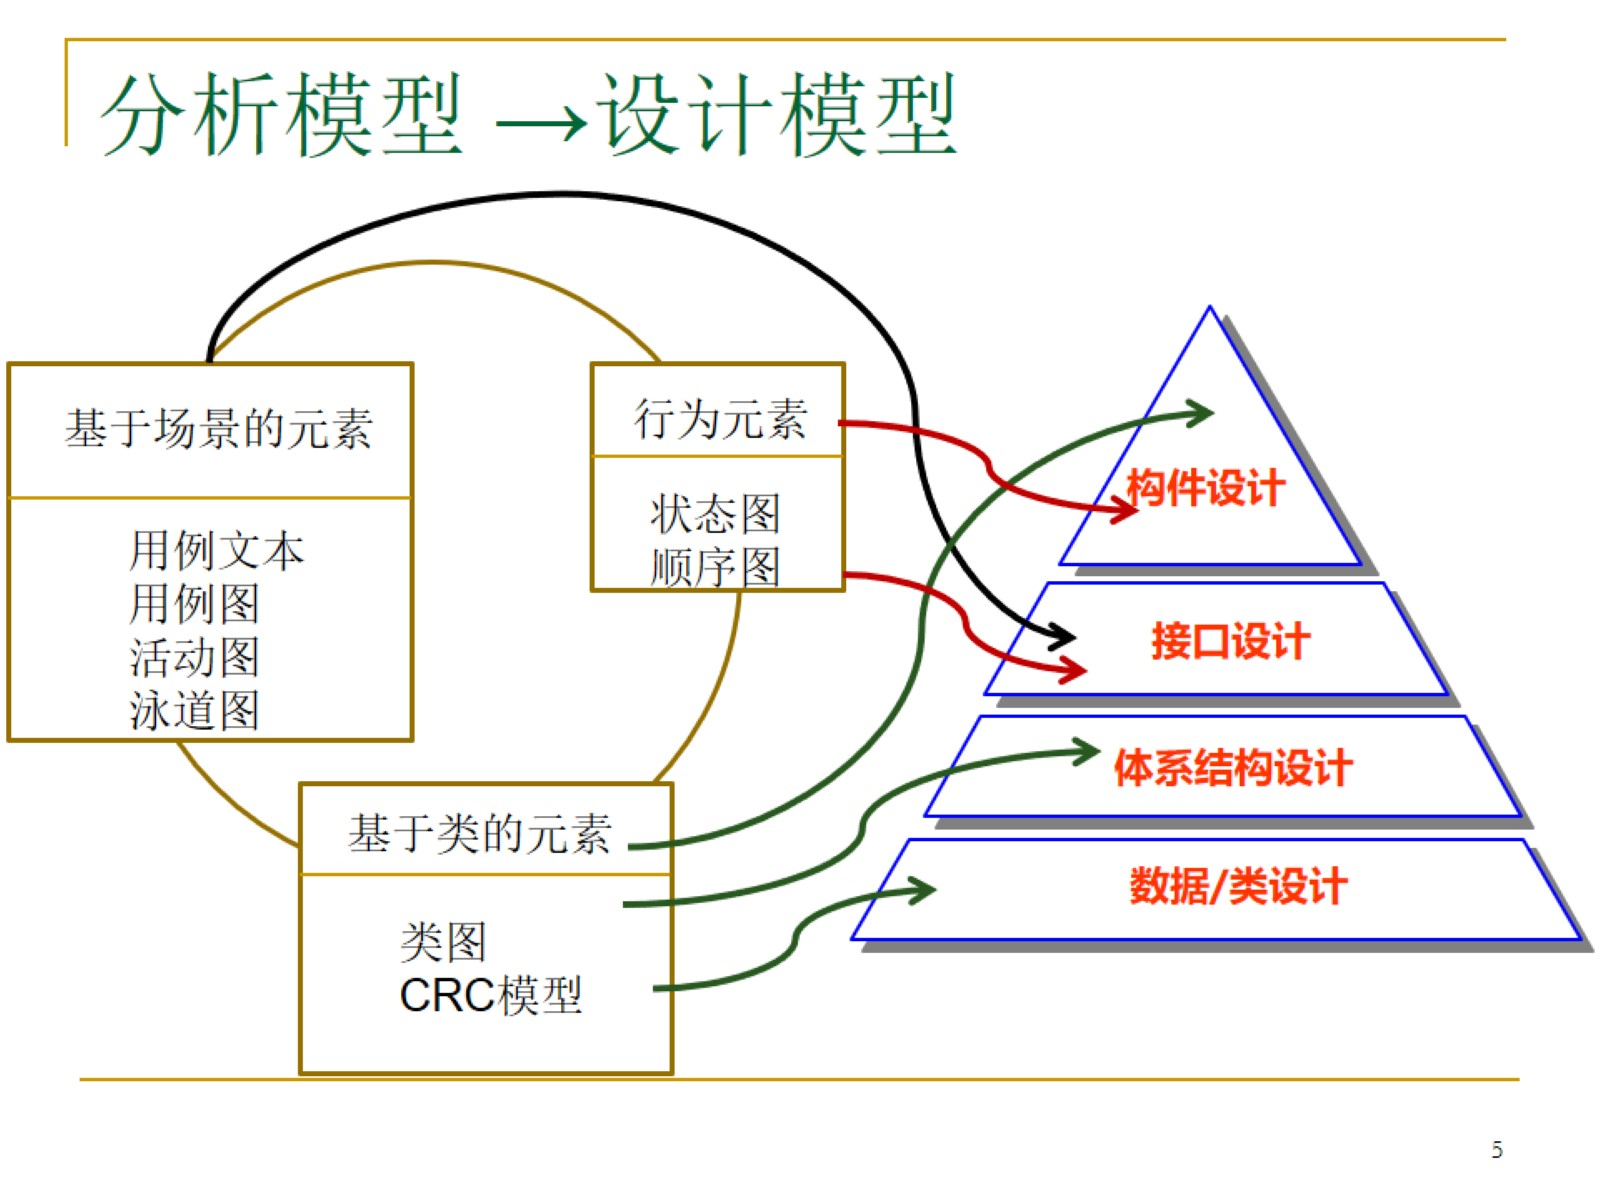 分析模型 →设计模型
基于场景的元素
用例文本
用例图
活动图
泳道图
行为元素
状态图
顺序图
基于类的元素
类图
CRC模型
构件设计
接口设计
体系结构设计
数据/类设计
5